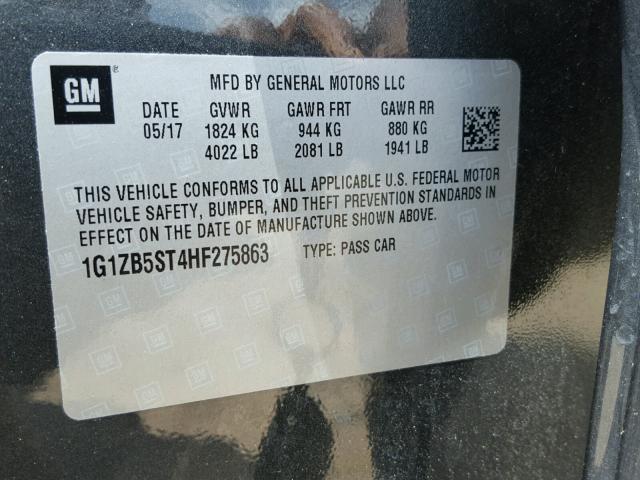 GM ®
MFD BY GENERAL MOTORS LLC
DATE GVWR GAWR FRT GAWR RR
05/17 1824 KG 944 KG 880 KG
4022 LB 2081 LB 1941 LB
THIS VEHICLE CONFORMS TO ALL APPLICABLE U.S. FEDERAL MOTOR
VEHICLE SAFETY, BUMPER, AND THEFT PREVENTION STANDARDS IN
EFFECT ON THE DATE OF MANUFACTURE SHOWN ABOVE.
1G1ZB5ST4HF275863 TYPE: PASS CAR